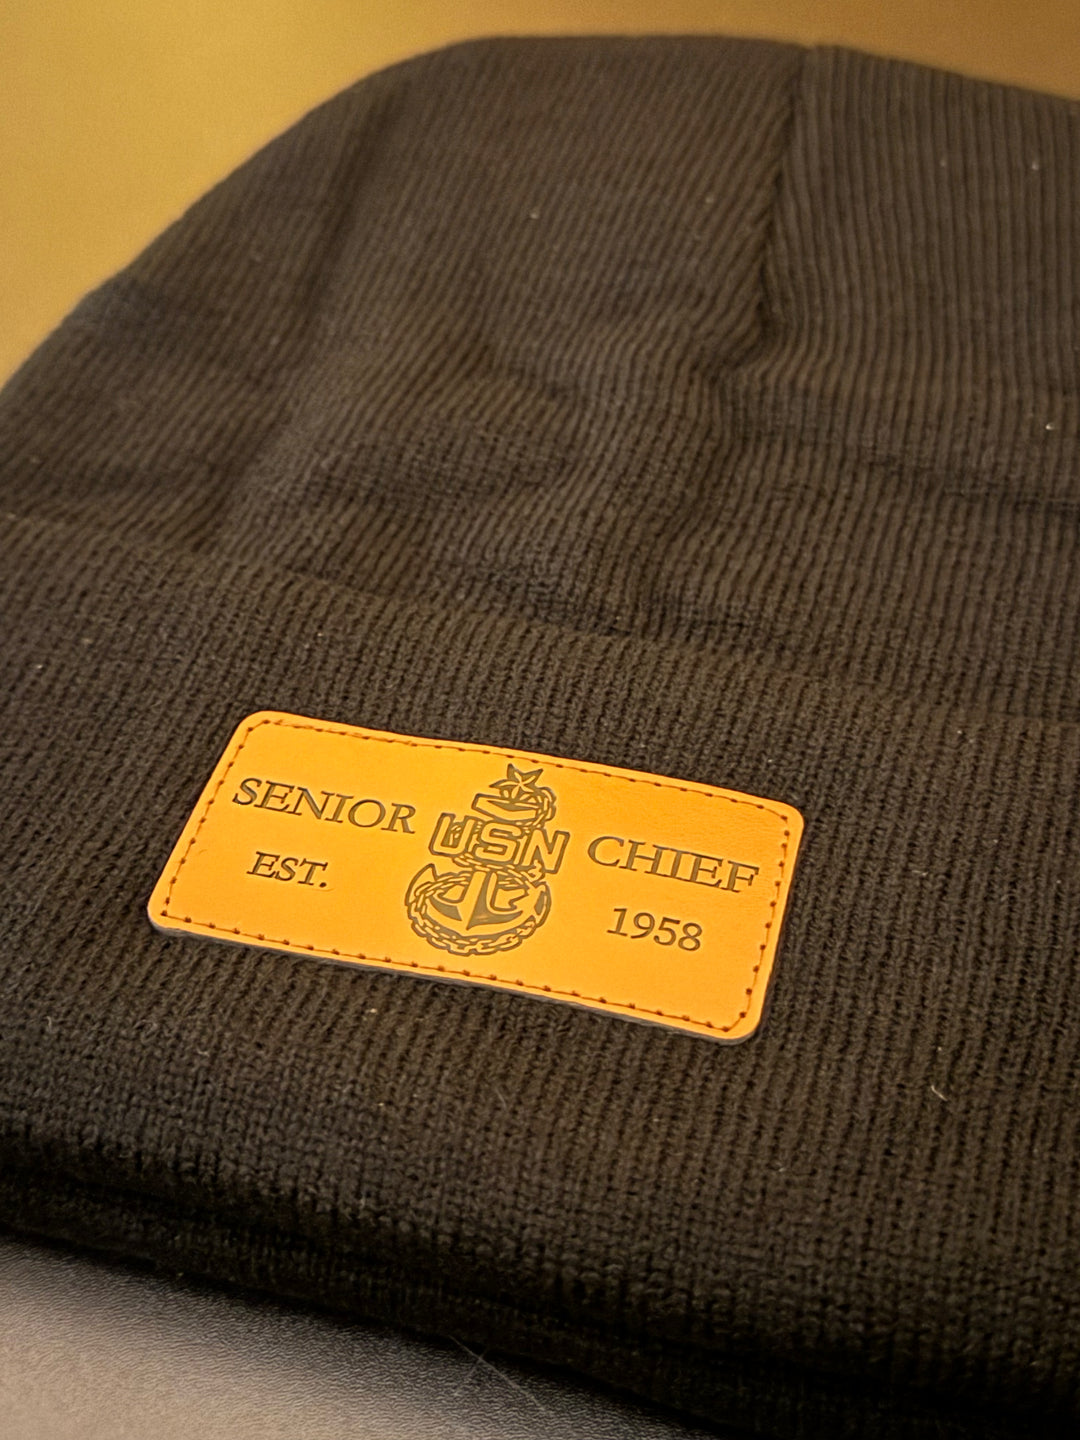 SENIOR USN CHIEF
EST. 1958